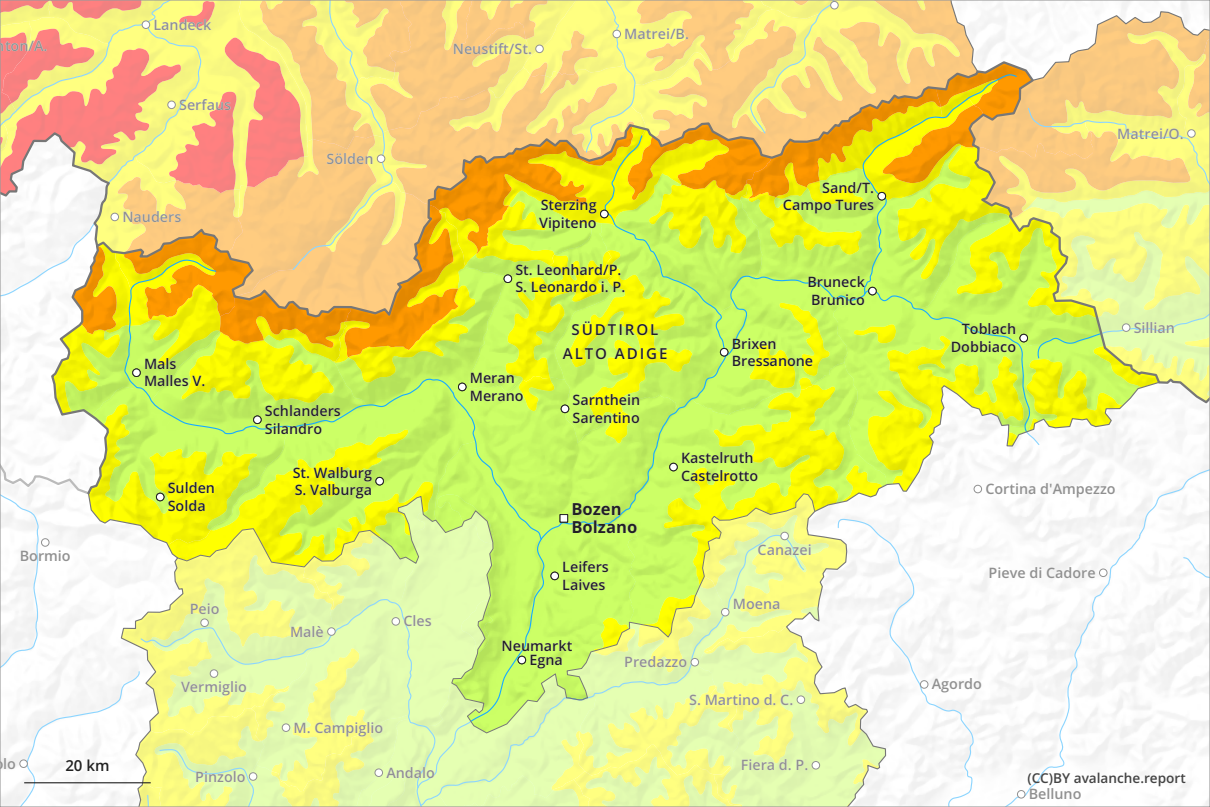 Landeck
ton/A.
Neustift/St.
Matrei/B.
Serfaus
Matrei/O.
Sölden
Nauders
Sand/T.
Campo Tures
Sterzing
Vipiteno
St. Leonhard/P.
S. Leonardo i. P.
Bruneck
Brunico
SÜDTIROL
ALTO ADIGE
Toblach
Dobbiaco
Sillian
Brixen
Bressanone
Mals
Malles V.
Meran
Merano
Schlanders
Silandro
Sarnthein
Sarentino
Kastelruth
Castelrotto
St. Walburg
S. Valburga
Sulden
Solda
Cortina d'Ampezzo
Bozen
Bolzano
Bormio
Canazei
Leifers
Laives
Pieve di Cadore
Peio
Moena
Malè
Cles
Neumarkt
Egna
Predazzo
Vermiglio
Agordo
S. Martino d. C.
M. Campiglio
olo
20 km
Pinzolo
Andalo
Fiera d. P.
(CC)BY avalanche.report
Belluno